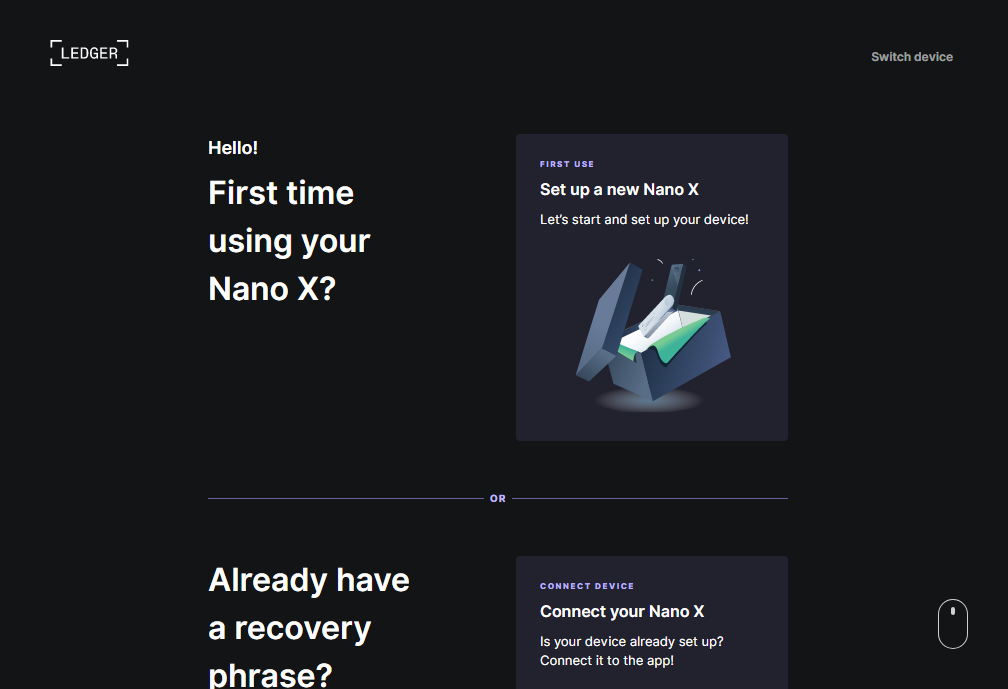 LEDGER
Switch device
Hello!
First time
using your
Nano X?
FIRST USE
Set up a new Nano X
Let's start and set up your device!
OR
Already have
a recovery
phrase?
CONNECT DEVICE
Connect your Nano X
Is your device already set up?
Connect it to the app!